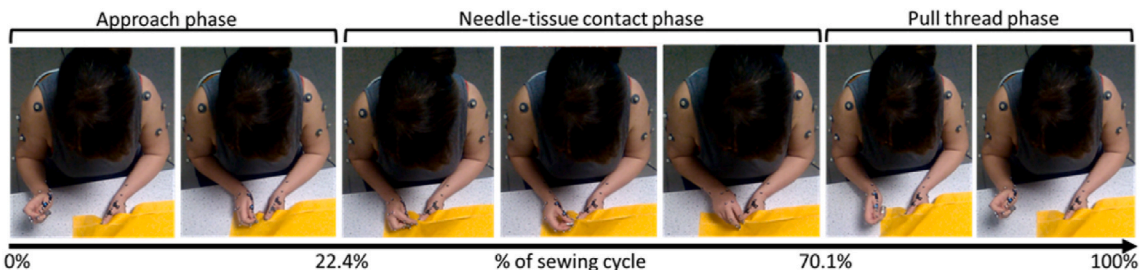 Approach phase
Needle-tissue contact phase
Pull thread phase
0%
22.4%
% of sewing cycle
70.1%
100%